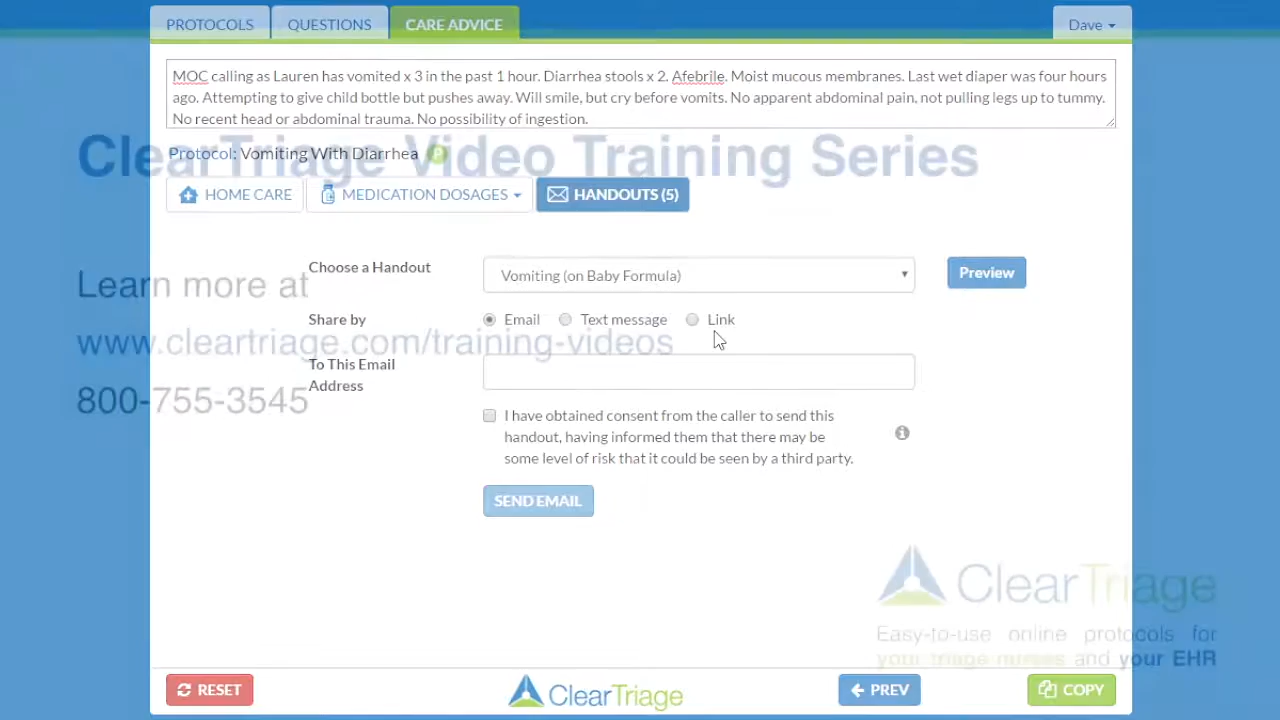 PROTOCOLS QUESTIONS CARE ADVICE Dave
MOC calling as Lauren has vomited x 3 in the past 1 hour. Diarrhea stools x 2. Afebrile. Moist mucous membranes. Last wet diaper was four hours
ago. Attempting to give child bottle but pushes away. Will smile, but cry before vomits. No apparent abdominal pain, not pulling legs up to tummy.
No recent head or abdominal trauma. No possibility of ingestion.
ClearTriage Video Training Series
Protocol: Vomiting With Diarrhea P
HOME CARE MEDICATION DOSAGES HANDOUTS (5)
Choose a Handout Vomiting (on Baby Formula) Preview
Learn more at
Share by Email Text message Link
www.cleartriage.com/training-videos
To This Email
Address
800-755-3545
I have obtained consent from the caller to send this
handout, having informed them that there may be
some level of risk that it could be seen by a third party.
SEND EMAIL
ClearTriage
Easy-to-use online protocols for
your triage nurses and your EHR
RESET ClearTriage PREV COPY